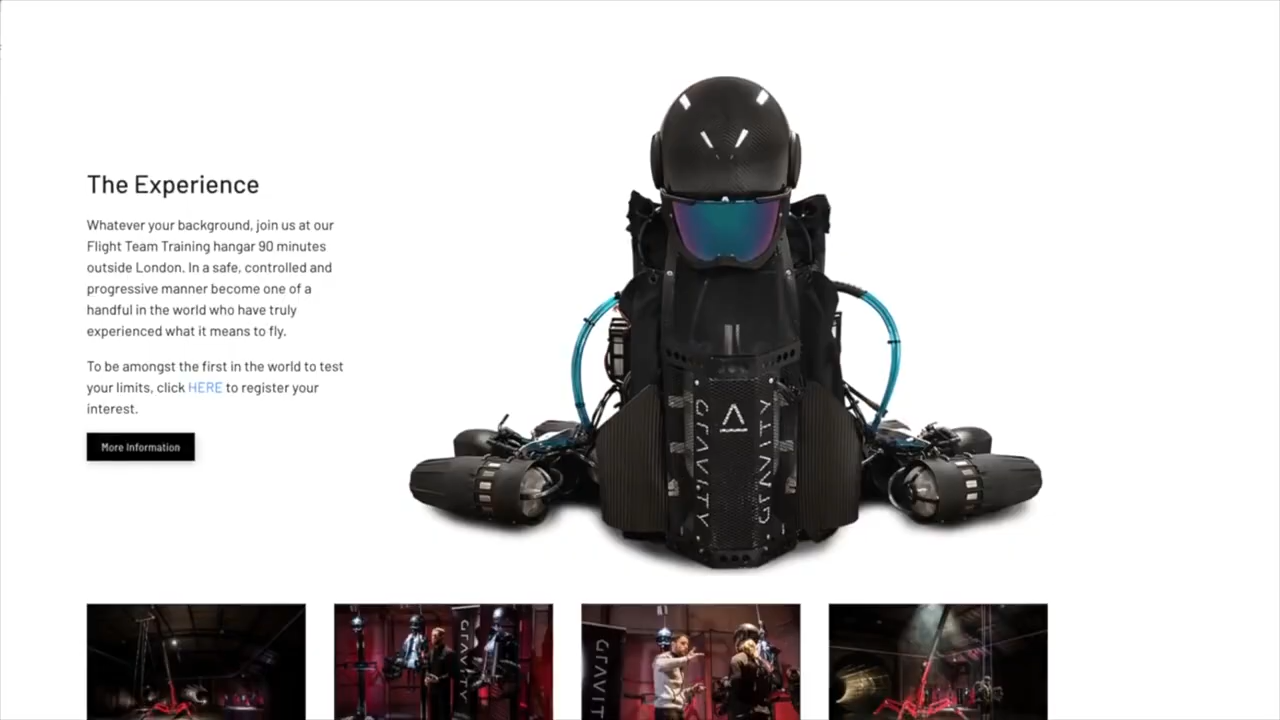 The Experience
Whatever your background, join us at our
Flight Team Training hangar 90 minutes
outside London. In a safe, controlled and
progressive manner become one of a
handful in the world who have truly
experienced what it means to fly.
To be amongst the first in the world to test
your limits, click HERE to register your
interest.
More Information
GRAVITY
GRAVITY
GRAVITY
GRAVIT